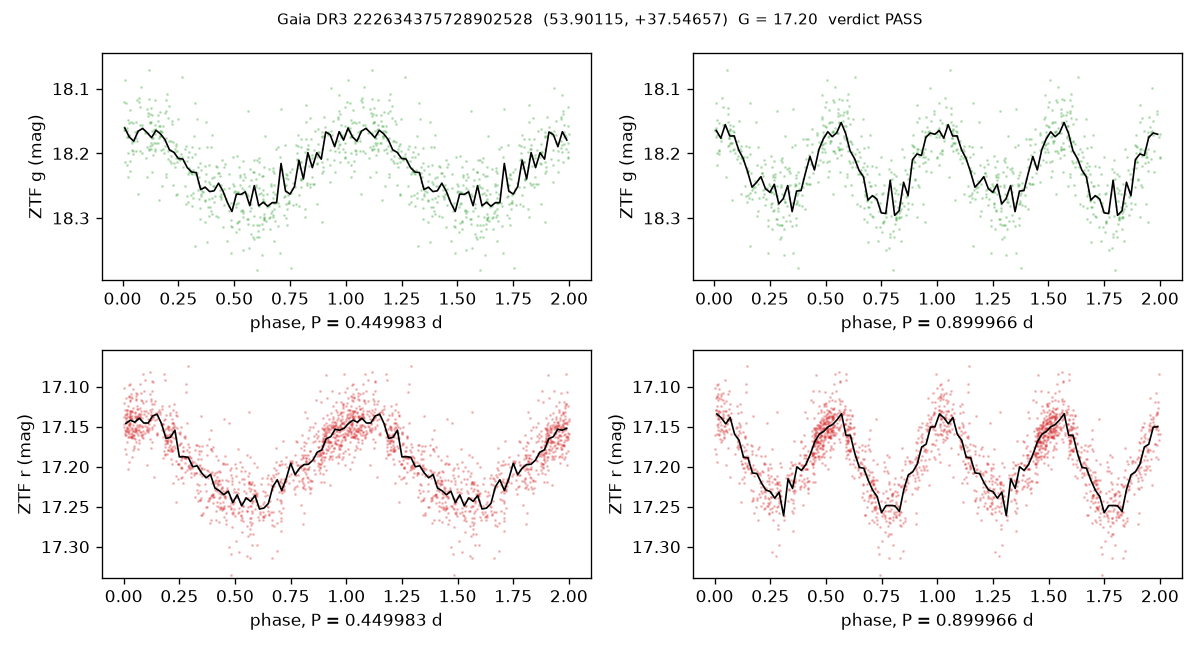 Gaia DR3 222634375728902528  (53.90115, +37.54657)  G = 17.20  verdict PASS
ZTF g (mag)
18.1
18.2
18.3
0.00 0.25 0.50 0.75 1.00 1.25 1.50 1.75 2.00
phase, P = 0.449983 d
ZTF g (mag)
18.1
18.2
18.3
0.00 0.25 0.50 0.75 1.00 1.25 1.50 1.75 2.00
phase, P = 0.899966 d
ZTF r (mag)
17.10
17.15
17.20
17.25
17.30
0.00 0.25 0.50 0.75 1.00 1.25 1.50 1.75 2.00
phase, P = 0.449983 d
ZTF r (mag)
17.10
17.15
17.20
17.25
17.30
0.00 0.25 0.50 0.75 1.00 1.25 1.50 1.75 2.00
phase, P = 0.899966 d